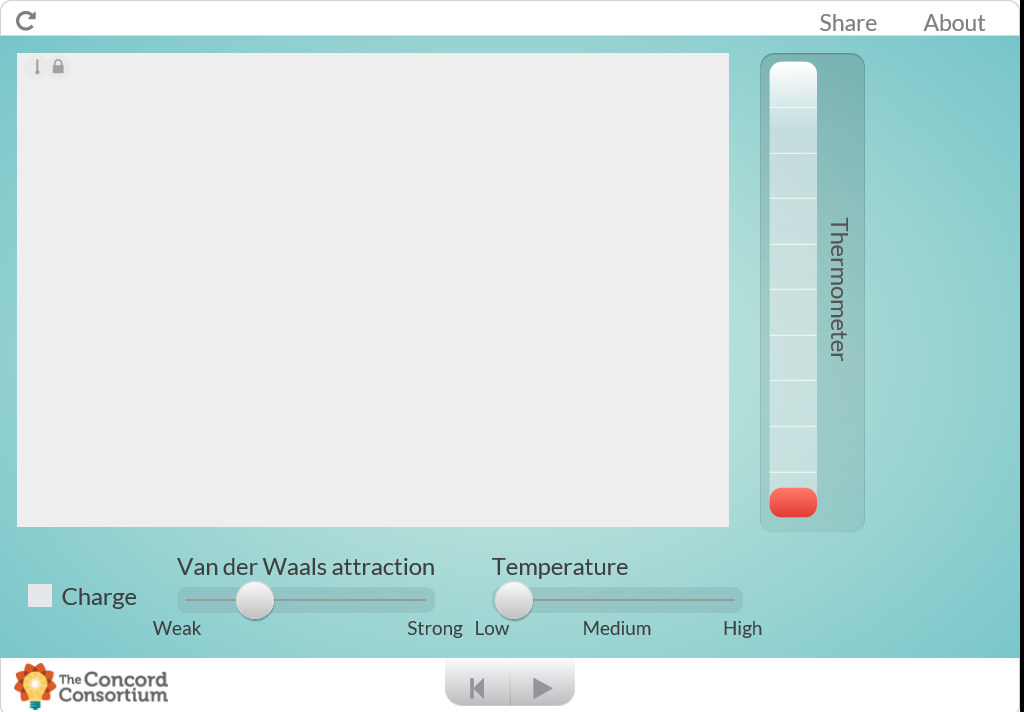 Share About
Thermometer
Van der Waals attraction Temperature
Charge
Weak Strong Low Medium High
The Concord
Consortium